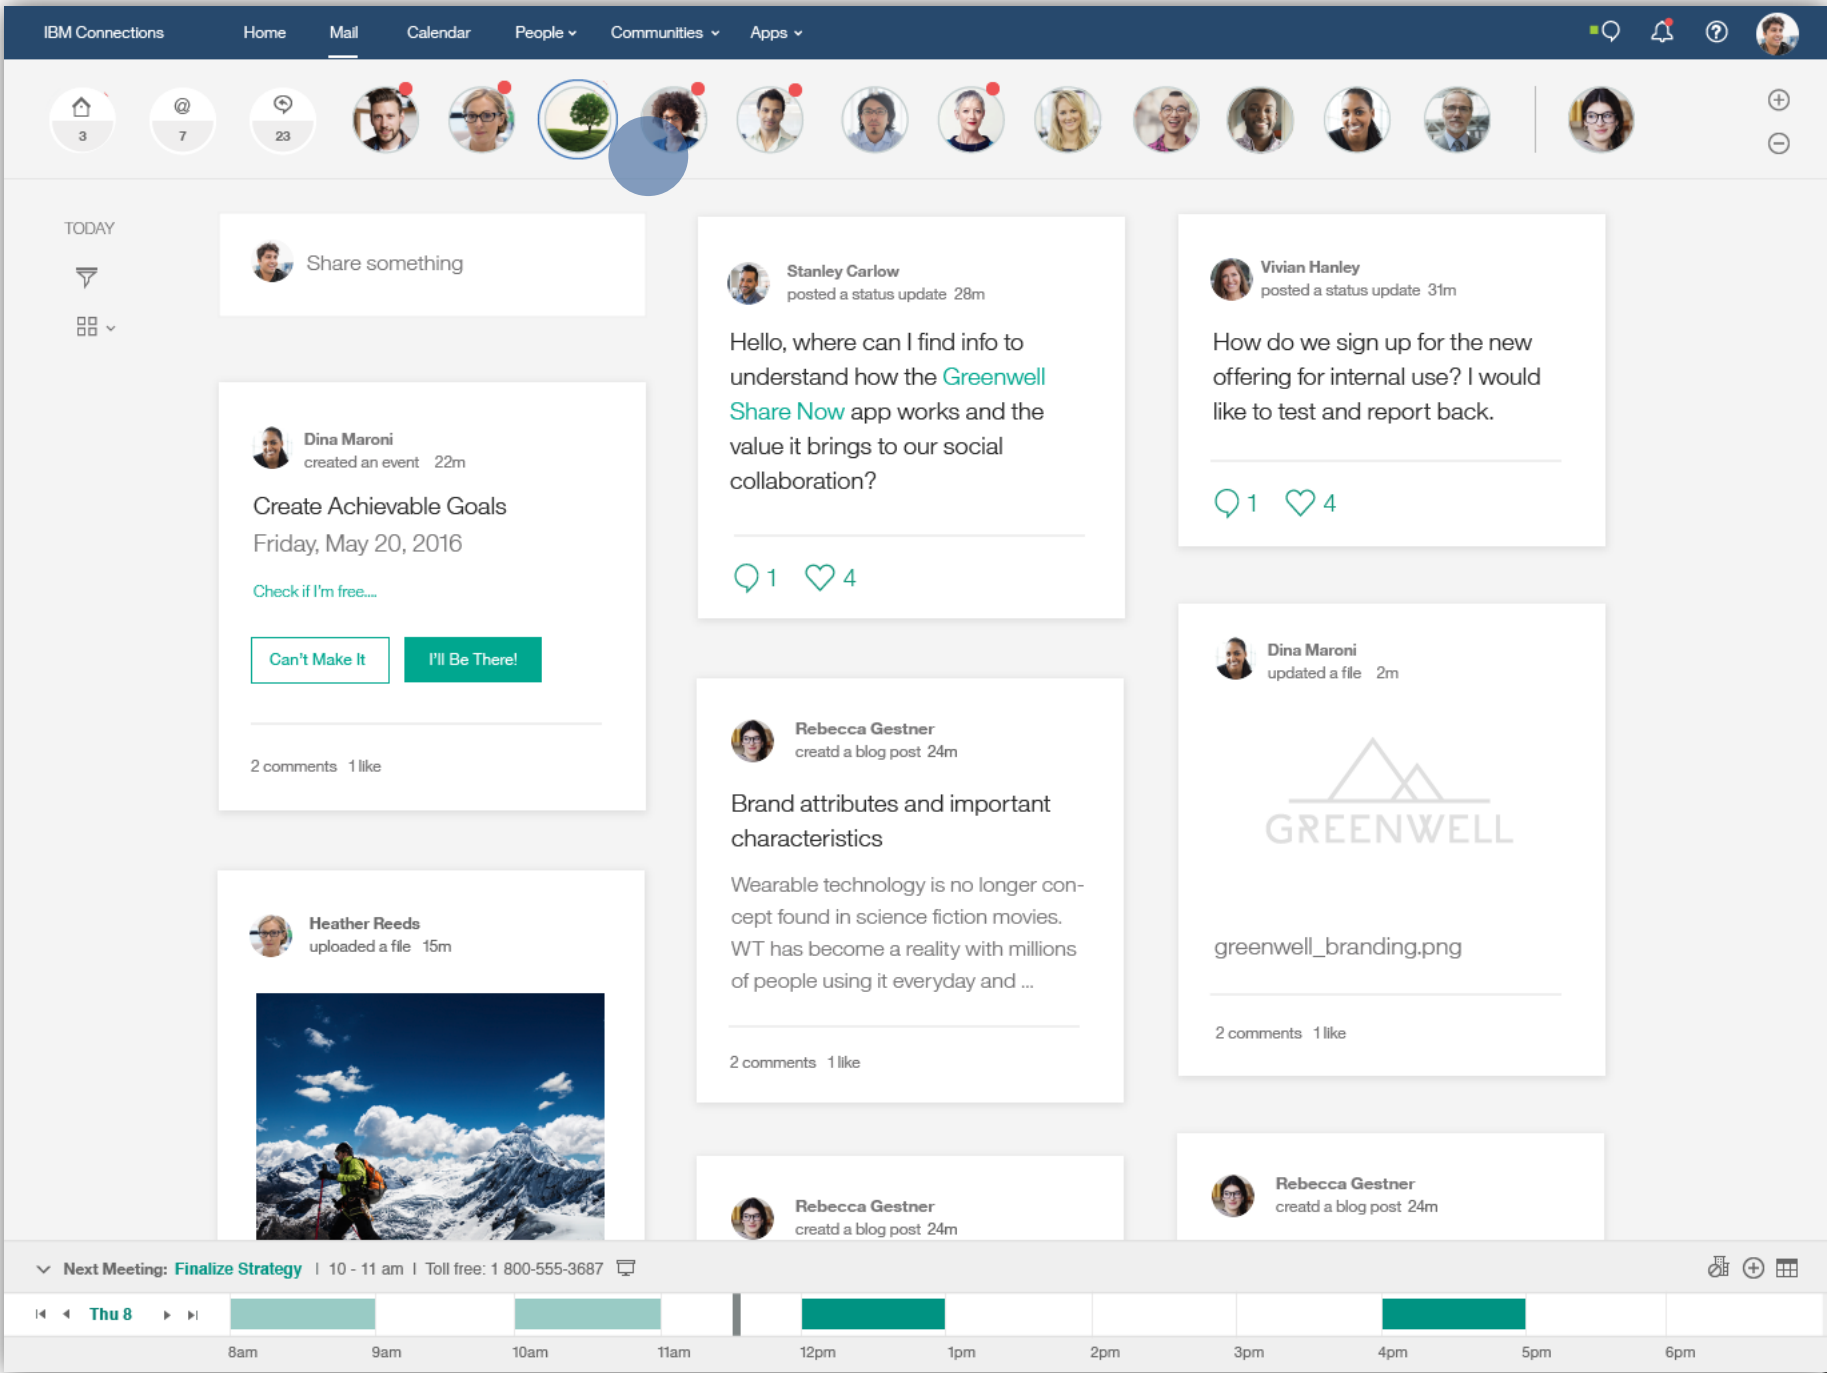 IBM Connections
Home
Mail
Calendar
People
Communities
Apps
3
@
7
23
TODAY
Share something
Dina Maroni
created an event 22m
Create Achievable Goals
Friday, May 20, 2016
Check if I'm free....
Can't Make It
I'll Be There!
2 comments 1 like
Heather Reeds
uploaded a file 15m
Stanley Carlow
posted a status update 28m
Hello, where can I find info to
understand how the Greenwell
Share Now app works and the
value it brings to our social
collaboration?
1
4
Rebecca Gestner
creatd a blog post 24m
Brand attributes and important
characteristics
Wearable technology is no longer con-
cept found in science fiction movies.
WT has become a reality with millions
of people using it everyday and ...
2 comments 1 like
Rebecca Gestner
creatd a blog post 24m
Vivian Hanley
posted a status update 31m
How do we sign up for the new
offering for internal use? I would
like to test and report back.
1
4
Dina Maroni
updated a file 2m
GREENWELL
greenwell_branding.png
2 comments 1 like
Rebecca Gestner
creatd a blog post 24m
Next Meeting: Finalize Strategy | 10 - 11 am | Toll free: 1 800-555-3687
Thu 8
8am
9am
10am
11am
12pm
1pm
2pm
3pm
4pm
5pm
6pm